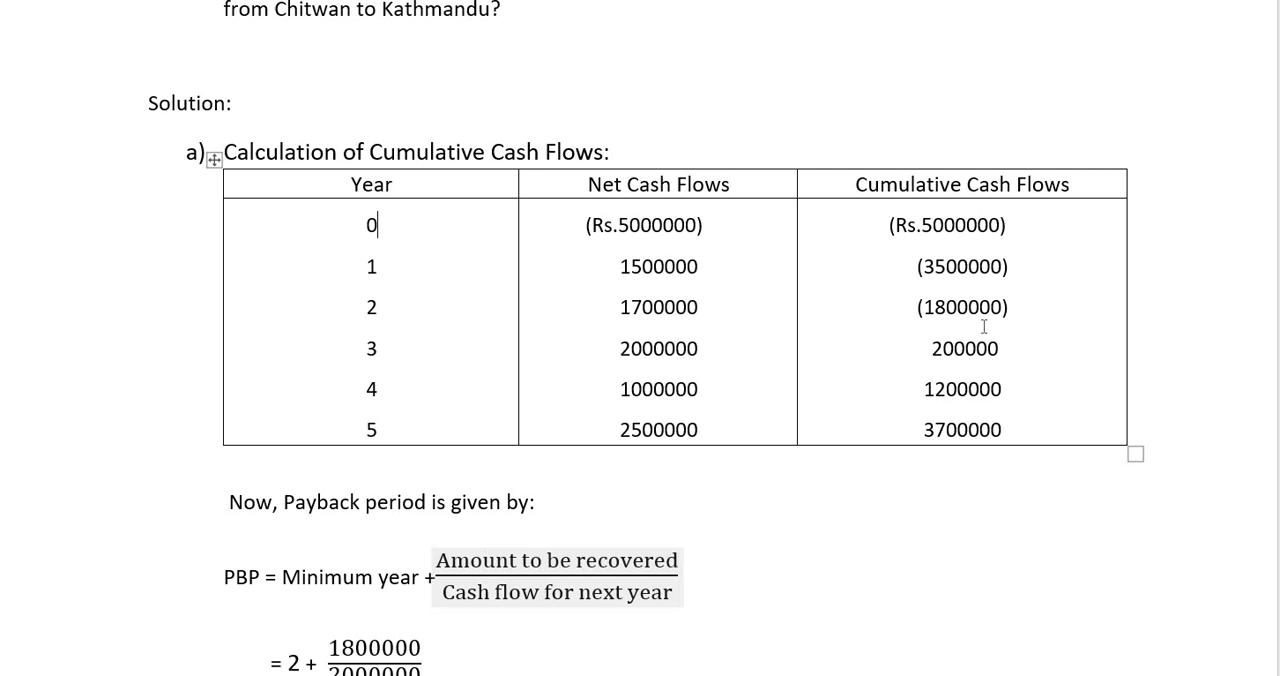 from Chitwan to Kathmandu?
Solution:
a) Calculation of Cumulative Cash Flows:
Year Net Cash Flows Cumulative Cash Flows
0 (Rs.5000000) (Rs.5000000)
1 1500000 (3500000)
2 1700000 (1800000)
3 2000000 200000
4 1000000 1200000
5 2500000 3700000
Now, Payback period is given by:
Amount to be recovered
PBP = Minimum year +
Cash flow for next year
1800000
= 2 +
2000000